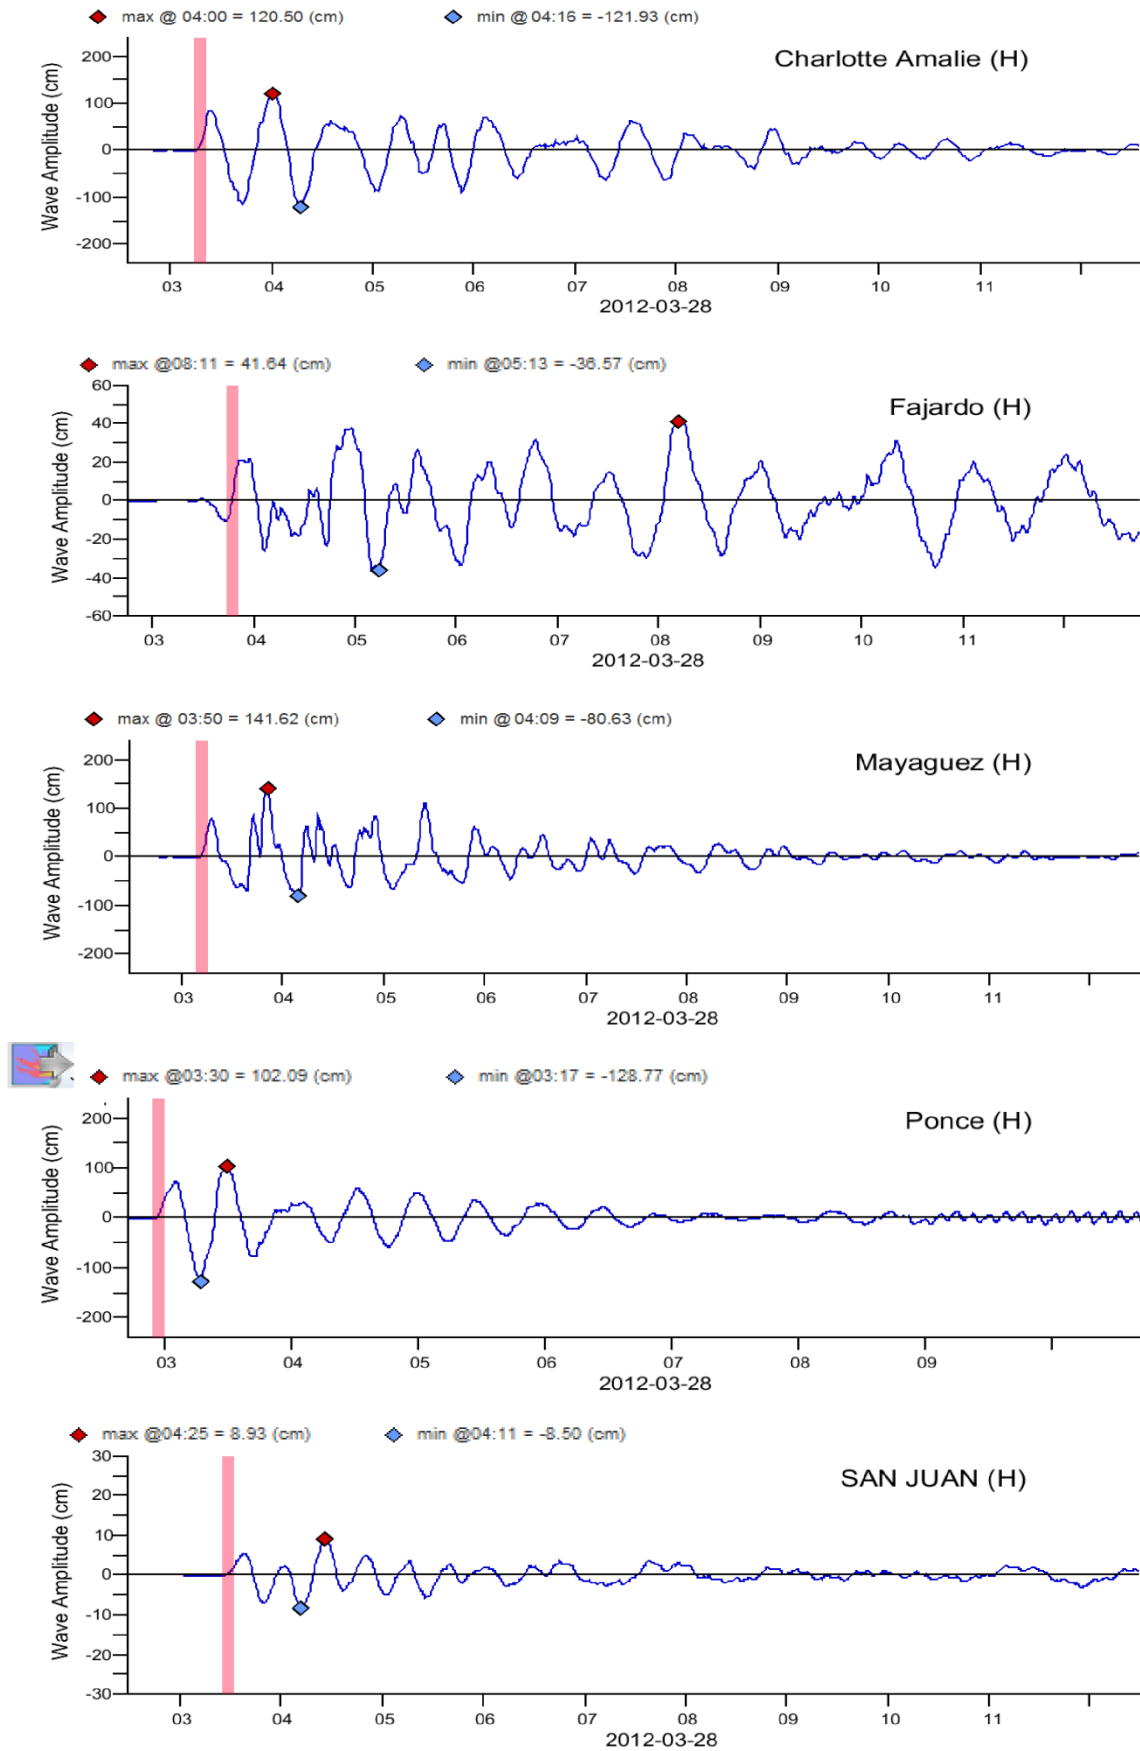 max @ 04:00 = 120.50 (cm) min @ 04:16 = -121.93 (cm)
Charlotte Amalie (H)
Wave Amplitude (cm)
200
100
0
-100
-200
03 04 05 06 07 08 09 10 11
2012-03-28
max @08:11 = 41.64 (cm) min @05:13 = -36.57 (cm)
Fajardo (H)
Wave Amplitude (cm)
60
40
20
0
-20
-40
-60
03 04 05 06 07 08 09 10 11
2012-03-28
max @ 03:50 = 141.62 (cm) min @ 04:09 = -80.63 (cm)
Mayaguez (H)
Wave Amplitude (cm)
200
100
0
-100
-200
03 04 05 06 07 08 09 10 11
2012-03-28
max @03:30 = 102.09 (cm) min @03:17 = -128.77 (cm)
Ponce (H)
Wave Amplitude (cm)
200
100
0
-100
-200
03 04 05 06 07 08 09
2012-03-28
max @04:25 = 8.93 (cm) min @04:11 = -8.50 (cm)
SAN JUAN (H)
Wave Amplitude (cm)
30
20
10
0
-10
-20
-30
03 04 05 06 07 08 09 10 11
2012-03-28